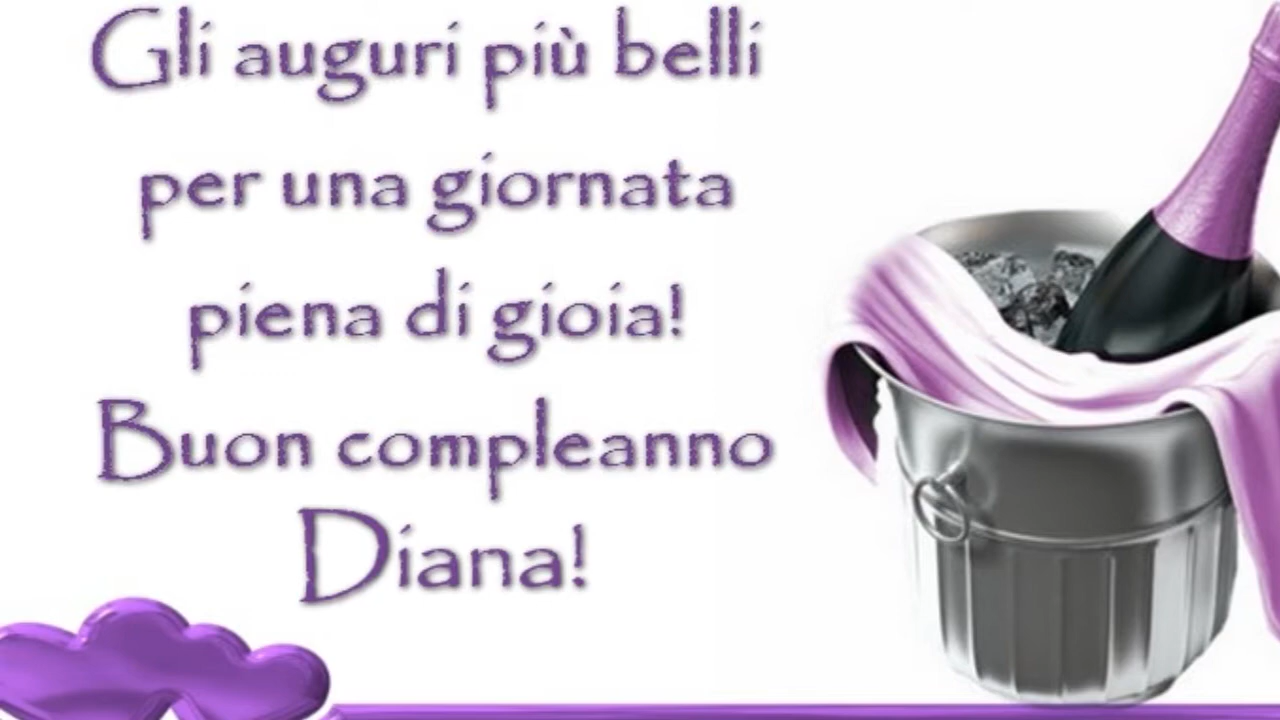 Gli auguri più belli
per una giornata
piena di gioia!
Buon compleanno
Diana!